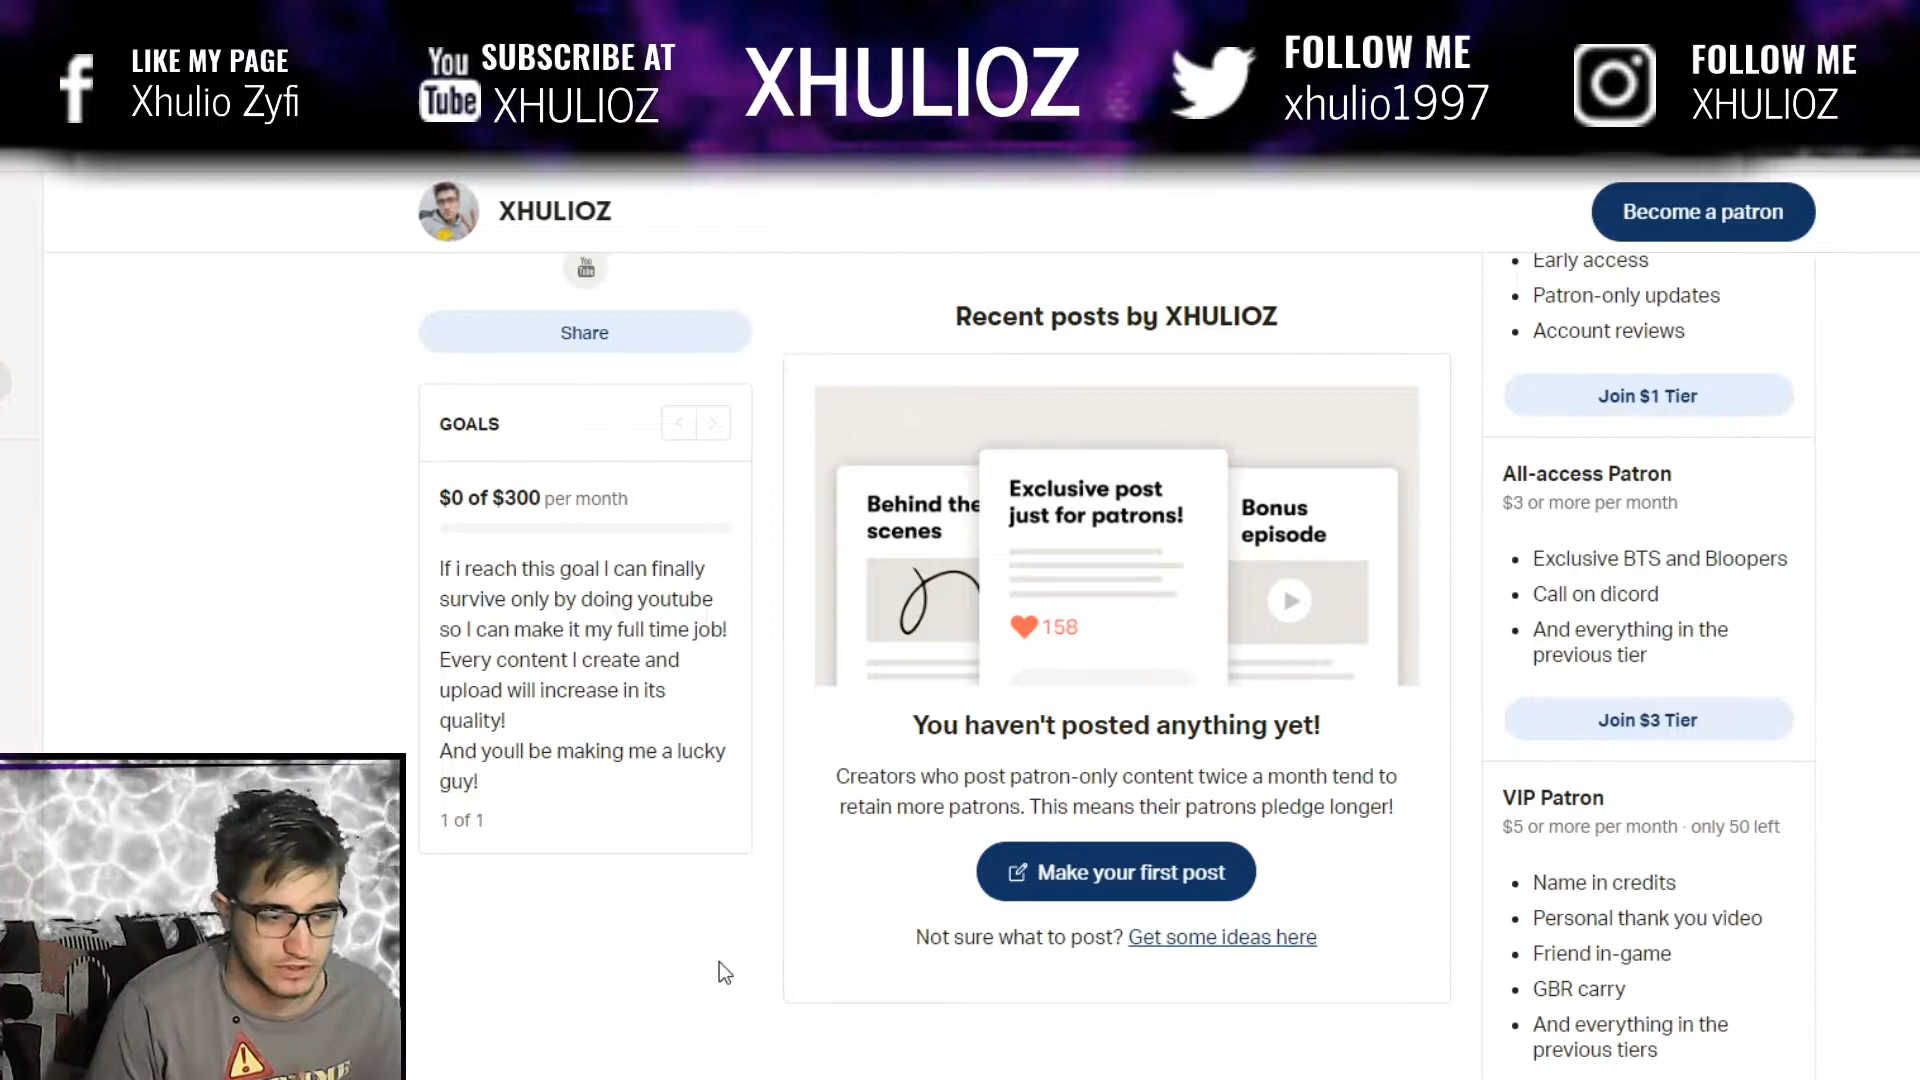 LIKE MY PAGE
Xhulio Zyfi
You
Tube
SUBSCRIBE AT
XHULIOZ
XHULIOZ
FOLLOW ME
xhulio1997
FOLLOW ME
XHULIOZ
XHULIOZ
Become a patron
You
Tube
Share
GOALS
$0 of $300 per month
If i reach this goal I can finally
survive only by doing youtube
so I can make it my full time job!
Every content I create and
upload will increase in its
quality!
And youll be making me a lucky
guy!
1 of 1
Recent posts by XHULIOZ
Behind the
scenes
Exclusive post
just for patrons!
158
Bonus
episode
You haven't posted anything yet!
Creators who post patron-only content twice a month tend to
retain more patrons. This means their patrons pledge longer!
Make your first post
Not sure what to post? Get some ideas here
Early access
Patron-only updates
Account reviews
Join $1 Tier
All-access Patron
$3 or more per month
Exclusive BTS and Bloopers
Call on dicord
And everything in the
previous tier
Join $3 Tier
VIP Patron
$5 or more per month · only 50 left
Name in credits
Personal thank you video
Friend in-game
GBR carry
And everything in the
previous tiers